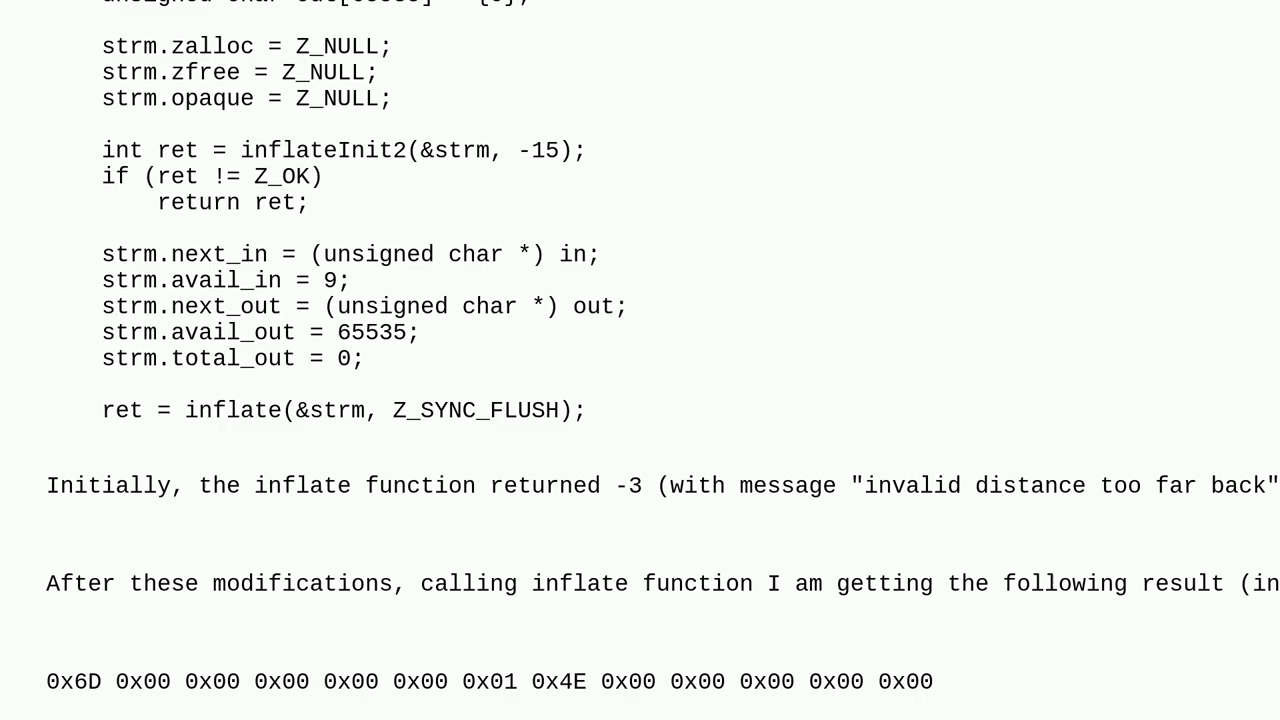 strm.zalloc = Z_NULL;
strm.zfree = Z_NULL;
strm.opaque = Z_NULL;
int ret = inflateInit2(&strm, -15);
if (ret != Z_OK)
return ret;
strm.next_in = (unsigned char *) in;
strm.avail_in = 9;
strm.next_out = (unsigned char *) out;
strm.avail_out = 65535;
strm.total_out = 0;
ret = inflate(&strm, Z_SYNC_FLUSH);
Initially, the inflate function returned -3 (with message "invalid distance too far back"
After these modifications, calling inflate function I am getting the following result (in
0x6D 0x00 0x00 0x00 0x00 0x00 0x01 0x4E 0x00 0x00 0x00 0x00 0x00